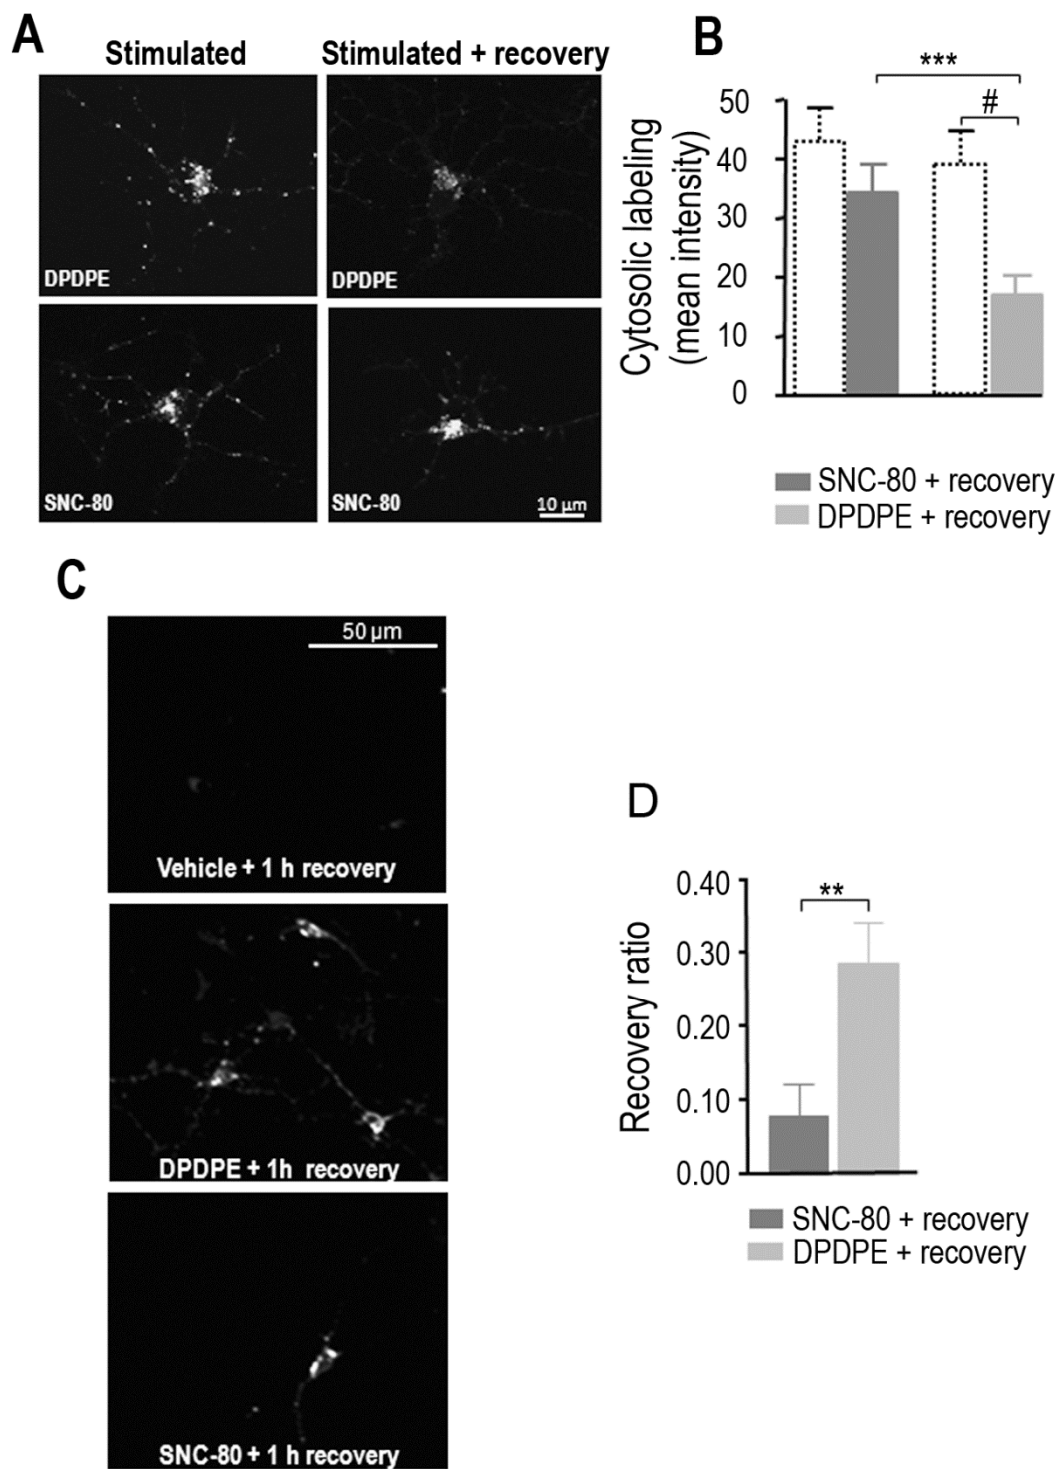 A
Stimulated
Stimulated + recovery
DPDPE
DPDPE
SNC-80
SNC-80
10 µm
B
***
#
Cytosolic labeling
(mean intensity)
50
40
30
20
10
0
SNC-80 + recovery
DPDPE + recovery
C
50 µm
Vehicle + 1 h recovery
DPDPE + 1h recovery
SNC-80 + 1 h recovery
D
**
Recovery ratio
0.40
0.30
0.20
0.10
0.00
SNC-80 + recovery
DPDPE + recovery